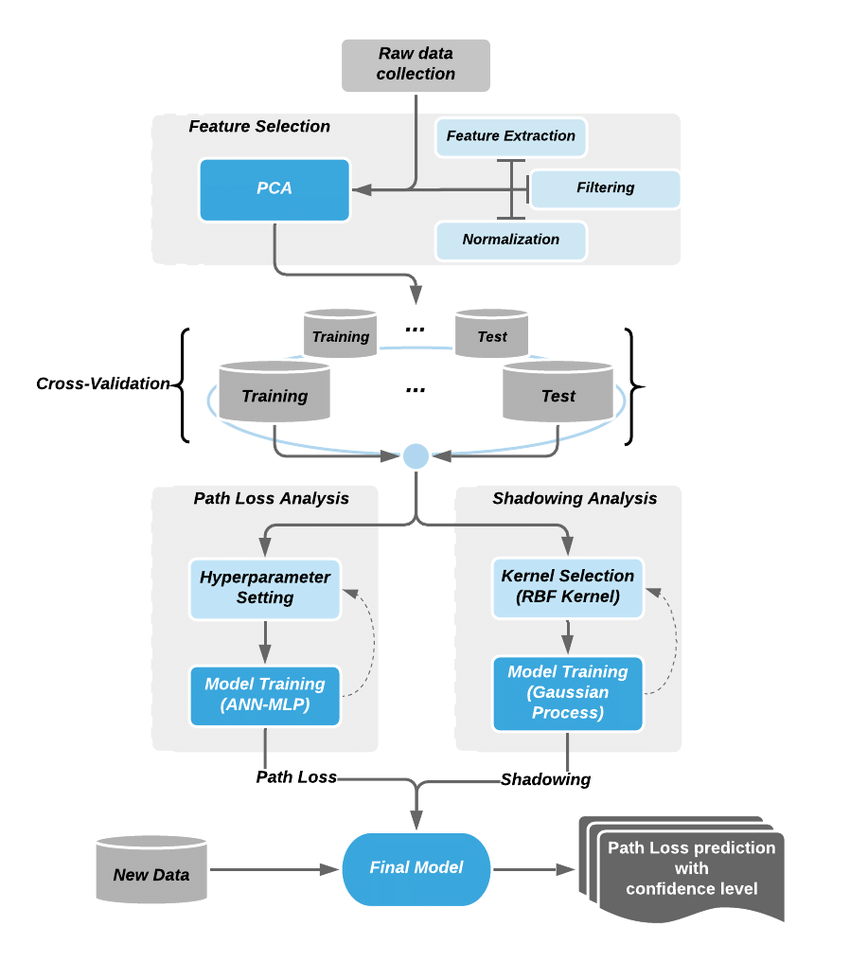 Raw data
collection
Feature Selection
Feature Extraction
PCA
Filtering
Normalization
Training
...
Test
Cross-Validation
Training
...
Test
Path Loss Analysis
Shadowing Analysis
Hyperparameter
Setting
Kernel Selection
(RBF Kernel)
Model Training
(ANN-MLP)
Model Training
(Gaussian
Process)
Path Loss
Shadowing
New Data
Final Model
Path Loss prediction
with
confidence level